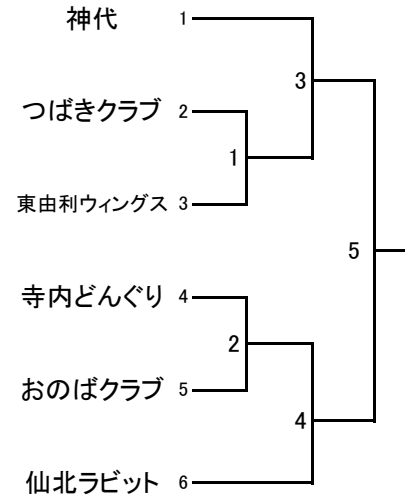 神代 1
3
つばきクラブ 2
1
東由利ウィングス 3
5
寺内どんぐり 4
2
おのばクラブ 5
4
仙北ラビット 6